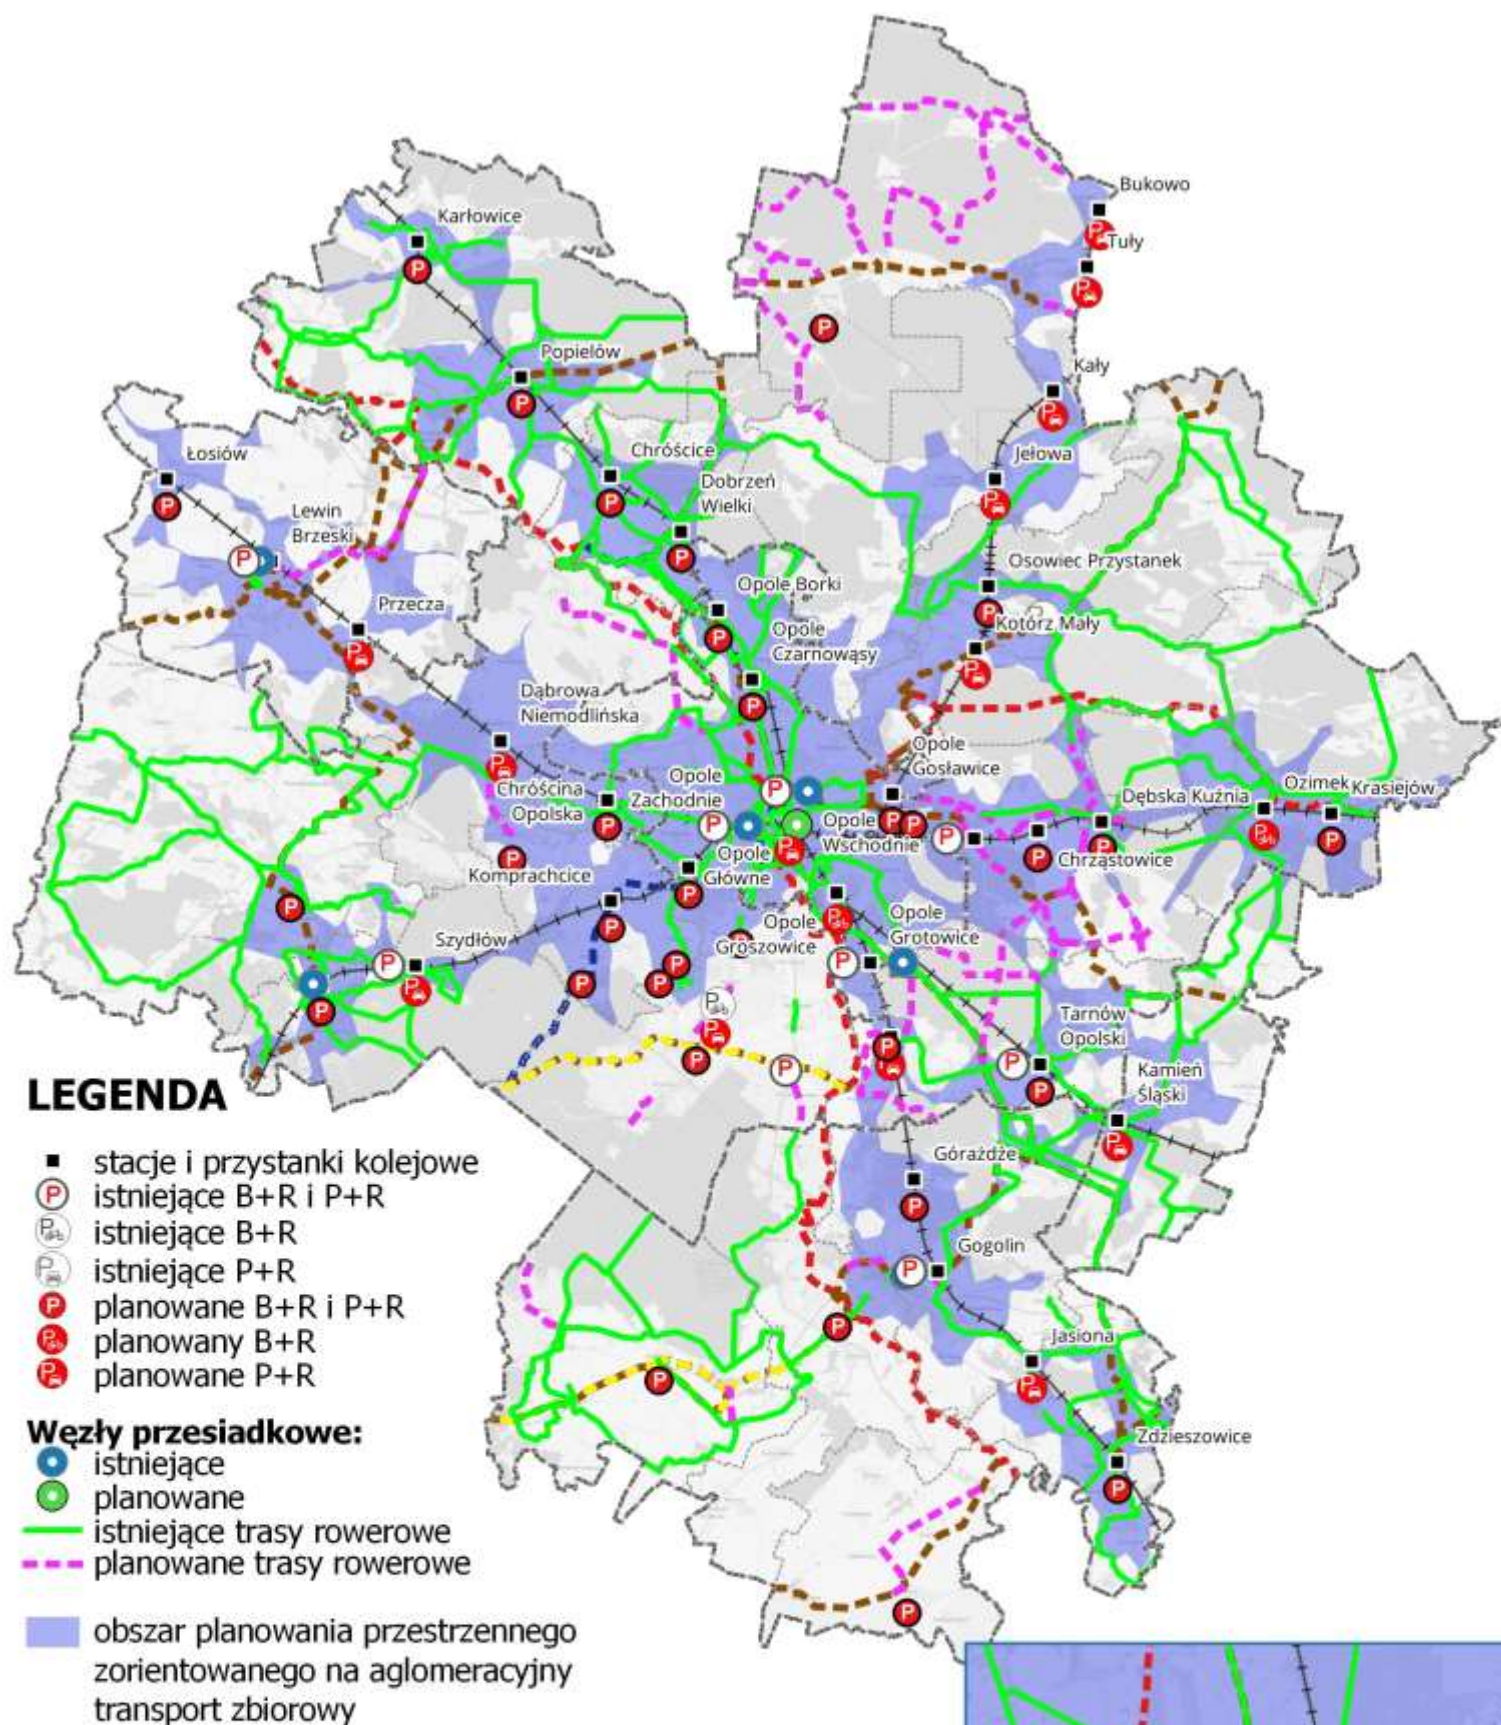 Bukowo
Karłowice
Tuły
Popielów
Kały
Łosiów
Chróścice
Jełowa
Dobrzeń
Wielki
Lewin
Brzeski
Osowiec Przystanek
Opole Borki
Przecza
Kotórz Mały
Opole
Czarnowąsy
Dąbrowa
Niemodlińska
Opole
Gosławice
Opole
Zachodnie
Chróścina
Opolska
Dębska Kuźnia
Ozimek
Krasiejów
Opole
Wschodnie
Opole
Główne
Chrząstowice
Komprachcice
Opole
Groszowice
Opole
Grotowice
Szydłów
Tarnów
Opolski
Kamień
Śląski
Górażdże
Gogolin
Jasiona
Zdzieszowice
LEGENDA
stacje i przystanki kolejowe
P istniejące B+R i P+R
P istniejące B+R
P istniejące P+R
P planowane B+R i P+R
P planowany B+R
P planowane P+R
Węzły przesiadkowe:
istniejące
planowane
istniejące trasy rowerowe
planowane trasy rowerowe
obszar planowania przestrzennego
zorientowanego na aglomeracyjny
transport zbiorowy